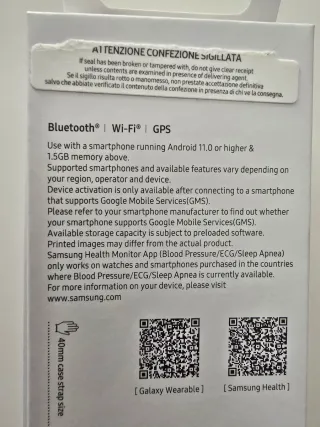 ATTENZIONE CONFEZIONE SIGILLATA
If seal has been broken or tampered with, do not give clear receipt
unless contents are examined in presence of delivering agent.
Se il sigillo risulta rotto o manomesso, non prestate accettazione definitiva
salvo che abbiate verificato il contenuto della confezione in presenza di chi ve la consegna.
Bluetooth® | Wi-Fi® | GPS
Use with a smartphone running Android 11.0 or higher &
1.5GB memory above.
Supported smartphones and available features vary depending on
your region, operator and device.
Device activation is only available after connecting to a smartphone
that supports Google Mobile Services(GMS).
Please refer to your smartphone manufacturer to find out whether
your smartphone supports Google Mobile Services(GMS).
Available storage capacity is subject to preloaded software.
Printed images may differ from the actual product.
Samsung Health Monitor App (Blood Pressure/ECG/Sleep Apnea)
only works on watches and smartphones purchased in the countries
where Blood Pressure/ECG/Sleep Apnea is currently available.
For more information on your device, please visit
www.samsung.com
40mm case strap size
[ Galaxy Wearable ] [ Samsung Health ]